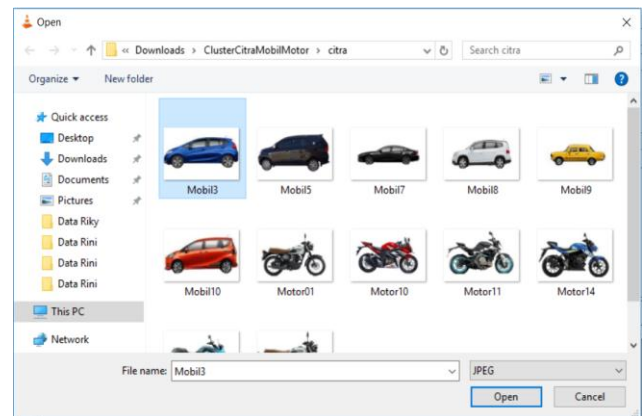 Open
« Downloads › ClusterCitraMobilMotor › citra
Search citra
Organize
New folder
Quick access
Desktop
Downloads
Documents
Pictures
Data Riky
Data Rini
Data Rini
Data Rini
This PC
Network
Mobil3 Mobil5 Mobil7 Mobil8 Mobil9
Mobil10 Motor01 Motor10 Motor11 Motor14
File name: Mobil3
JPEG
Open Cancel